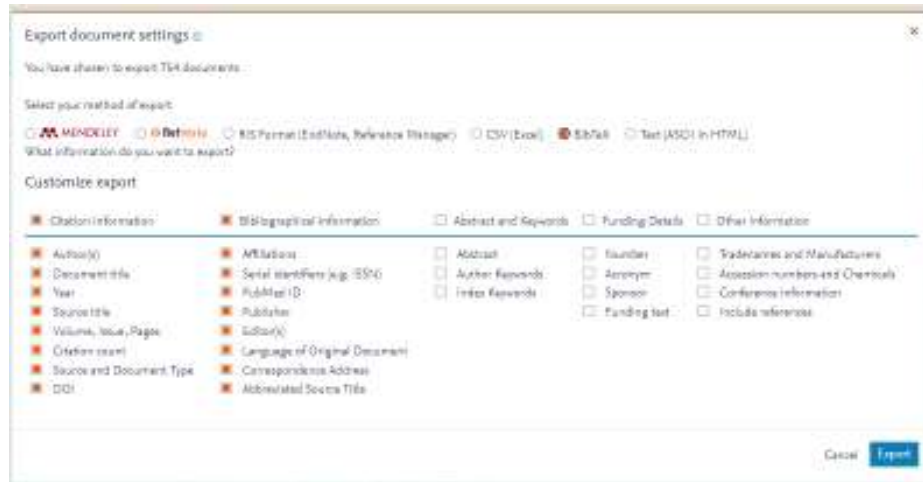 Export document settings
You have chosen to export 764 documents
Select your method of export
MENDELEY RefWorks RIS Format (EndNote, Reference Manager) CSV (Excel) BibTeX Text (ASCII in HTML)
What information do you want to export?
Customize export
Citation information Bibliographical information Abstract and Keywords Funding Details Other Information
Author(s) Affiliations Abstract Number Tradenames and Manufacturers
Document title Serial identifiers (e.g. ISSN) Author Keywords Acronym Accession numbers and Chemicals
Year PubMed ID Index Keywords Sponsor Conference information
Source title Publisher Funding text Include references
Volume, Issue, Pages Editor(s)
Citation count Language of Original Document
Source and Document Type Correspondence Address
DOI Abbreviated Source Title
Cancel Export